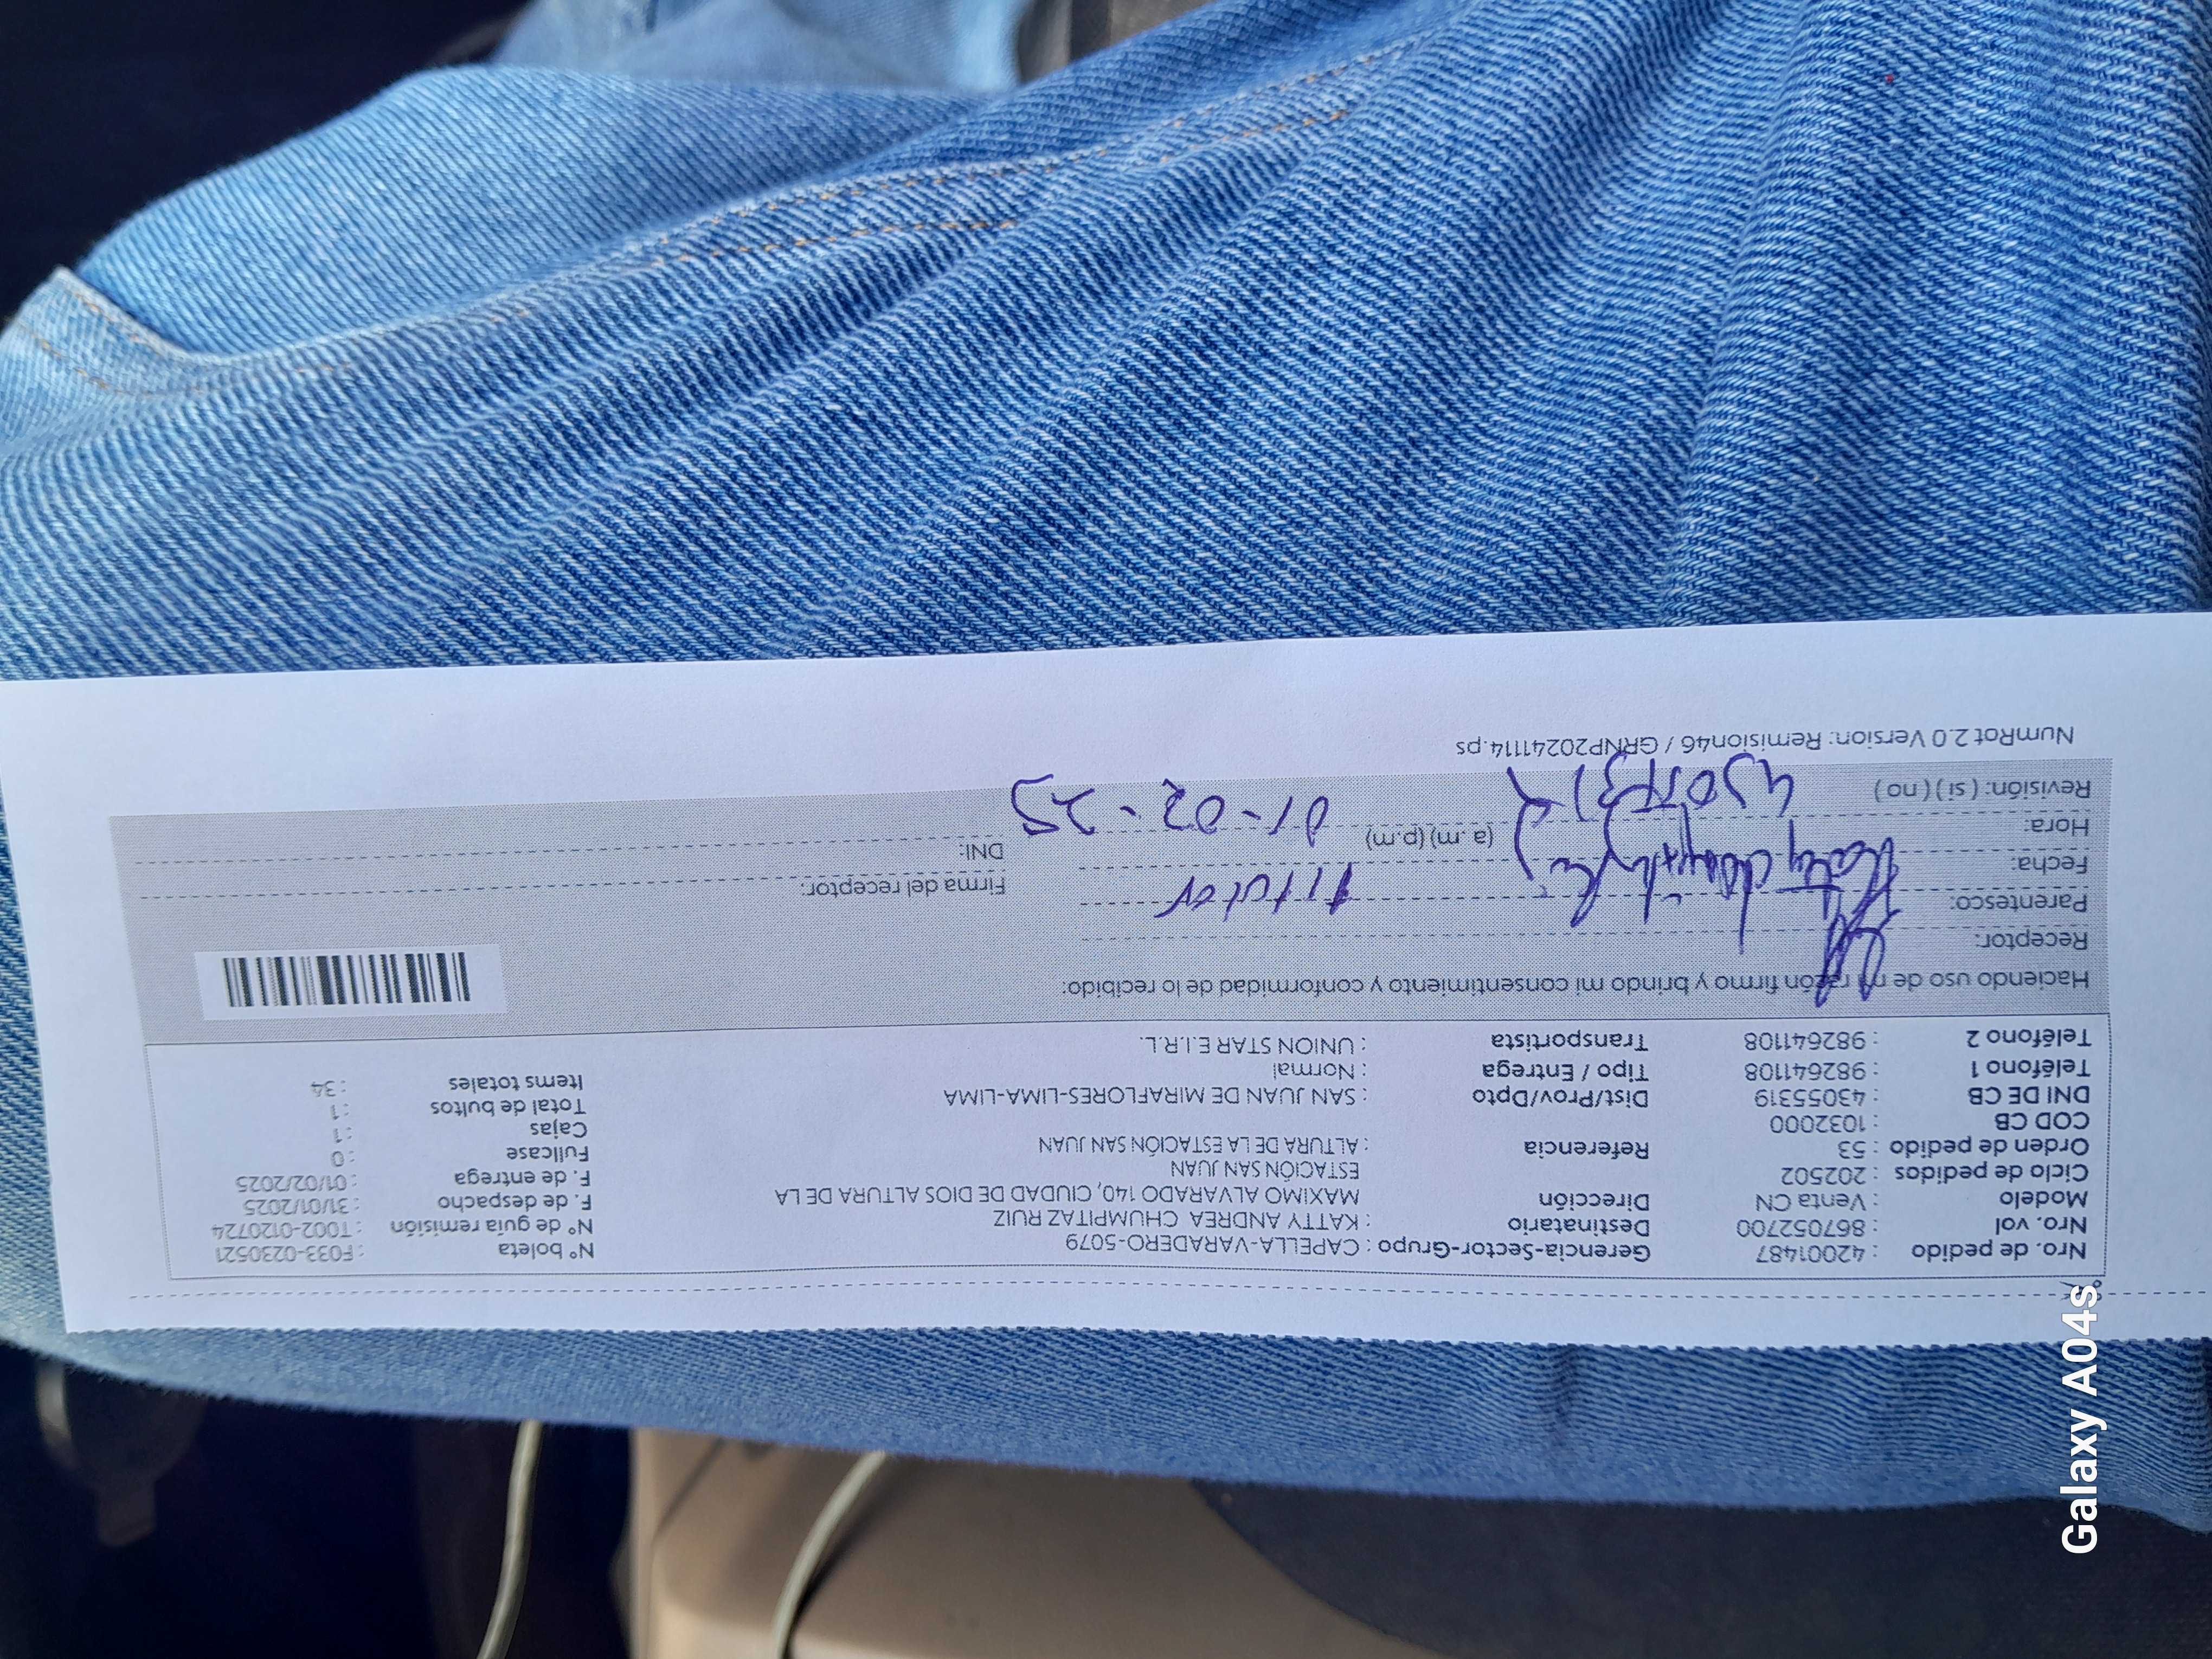 Nro. de pedido : 42001487 Gerencia-Sector-Grupo : CAPELLA-VARADERO-5079 N° boleta : F033-0230521
Nro. vol : 867052700 Destinatario : KATTY ANDREA CHUMPITAZ RUIZ N° de guía remisión : T002-0120724
Modelo : Venta CN Dirección MAXIMO ALVARADO 140, CIUDAD DE DIOS ALTURA DE LA F. de despacho : 31/01/2025
Ciclo de pedidos : 202502 ESTACIÓN SAN JUAN F. de entrega : 01/02/2025
Orden de pedido : 53 Referencia : ALTURA DE LA ESTACIÓN SAN JUAN Fullcase : 0
COD CB : 1032000 Cajas : 1
DNI DE CB : 43055319 Dist/Prov/Dpto : SAN JUAN DE MIRAFLORES-LIMA-LIMA Total de bultos : 1
Teléfono 1 : 982641108 Tipo / Entrega : Normal Items totales : 34
Teléfono 2 : 982641108 Transportista : UNION STAR E.I.R.L.
Haciendo uso de mi razón firmo y brindo mi consentimiento y conformidad de lo recibido:
Receptor:
Parentesco: Titular Firma del receptor:
Fecha: DNI:
Hora: (a.m) (p.m) 01-02-25
Revisión: ( si ) ( no )
NumRot 2.0 Version: Remision46 / GRNP20241114.ps
Galaxy A04s